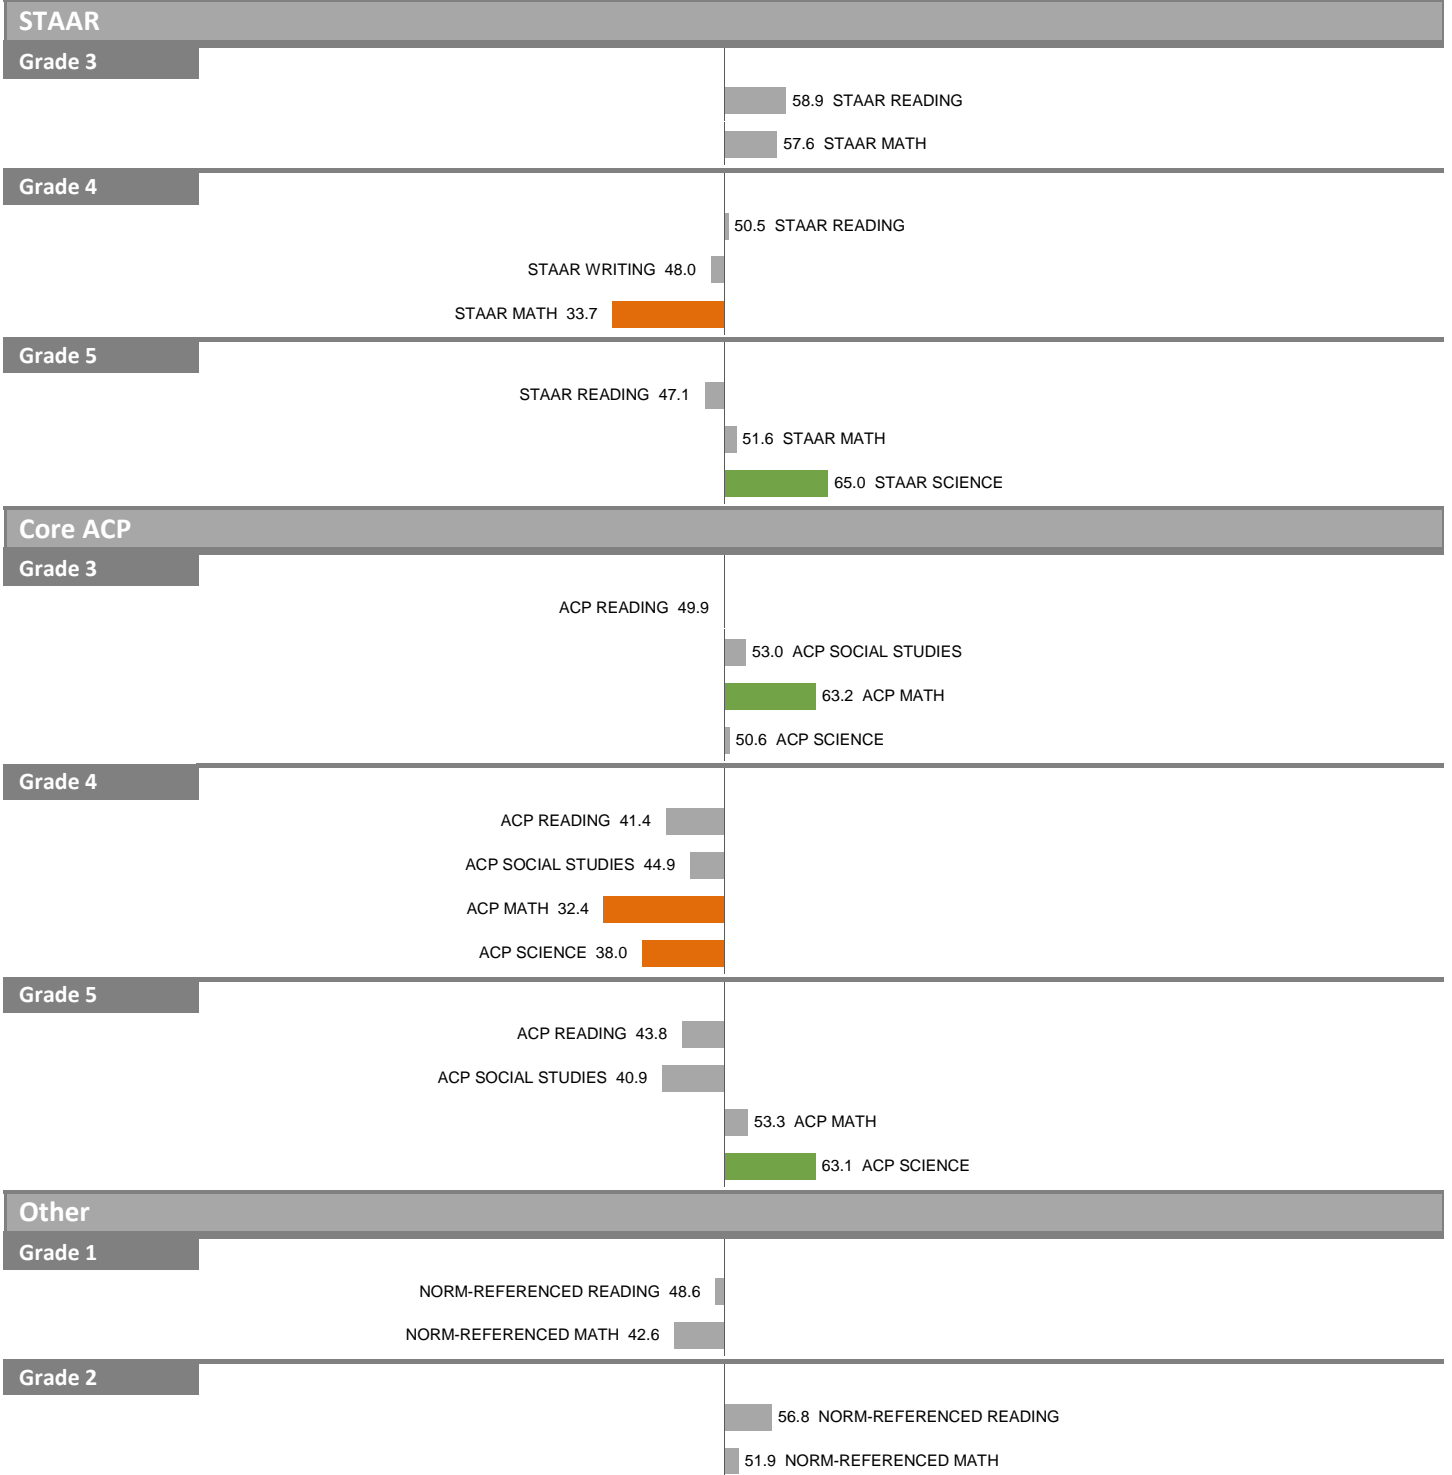 STAAR
Grade 3
58.9 STAAR READING
57.6 STAAR MATH
Grade 4
50.5 STAAR READING
STAAR WRITING 48.0
STAAR MATH 33.7
Grade 5
STAAR READING 47.1
51.6 STAAR MATH
65.0 STAAR SCIENCE
Core ACP
Grade 3
ACP READING 49.9
53.0 ACP SOCIAL STUDIES
63.2 ACP MATH
50.6 ACP SCIENCE
Grade 4
ACP READING 41.4
ACP SOCIAL STUDIES 44.9
ACP MATH 32.4
ACP SCIENCE 38.0
Grade 5
ACP READING 43.8
ACP SOCIAL STUDIES 40.9
53.3 ACP MATH
63.1 ACP SCIENCE
Other
Grade 1
NORM-REFERENCED READING 48.6
NORM-REFERENCED MATH 42.6
Grade 2
56.8 NORM-REFERENCED READING
51.9 NORM-REFERENCED MATH